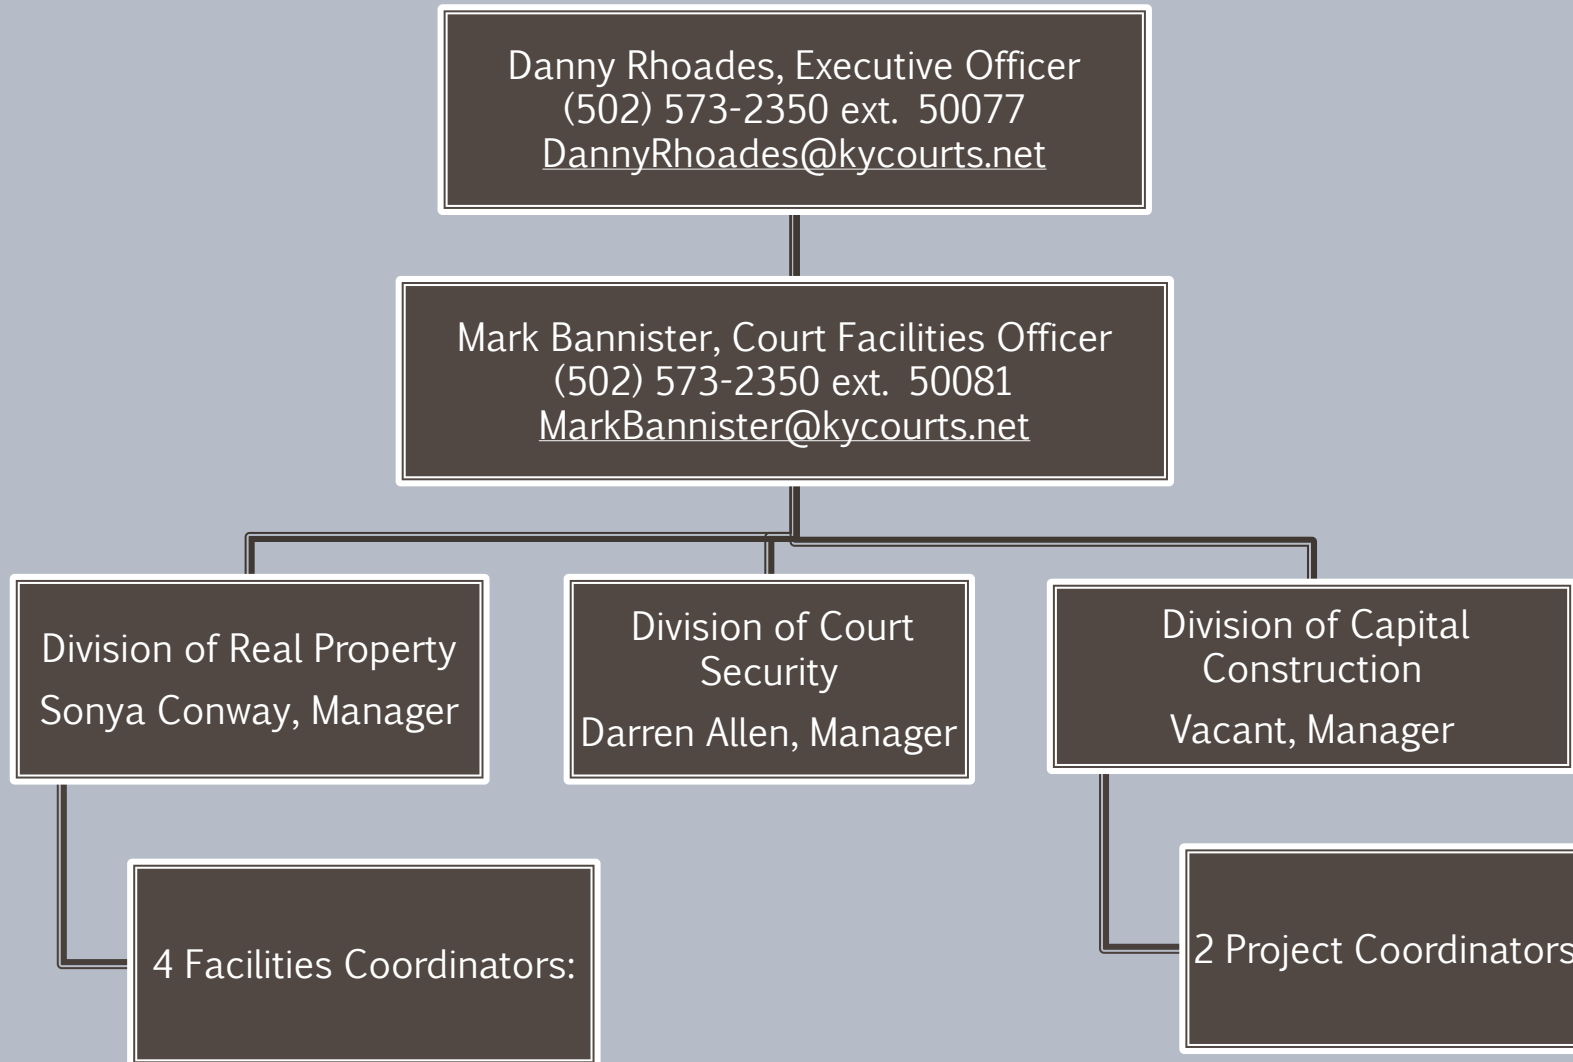 Danny Rhoades, Executive Officer
(502) 573-2350 ext. 50077
DannyRhoades@kycourts.net
Mark Bannister, Court Facilities Officer
(502) 573-2350 ext. 50081
MarkBannister@kycourts.net
Division of Real Property
Sonya Conway, Manager
Division of Court
Security
Darren Allen, Manager
Division of Capital
Construction
Vacant, Manager
4 Facilities Coordinators:
2 Project Coordinators